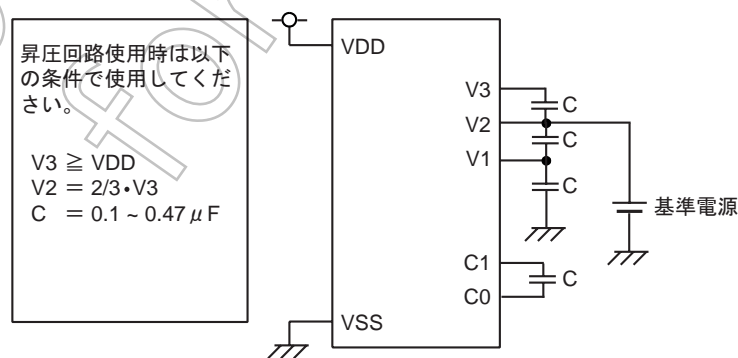 for
昇圧回路使用時は以下
の条件で使用してくだ
さい。
V3 ≧ VDD
V2 = 2/3•V3
C = 0.1 ~ 0.47 μ F
VDD
V3
C
V2
C
V1
C
基準電源
C1
C
C0
VSS